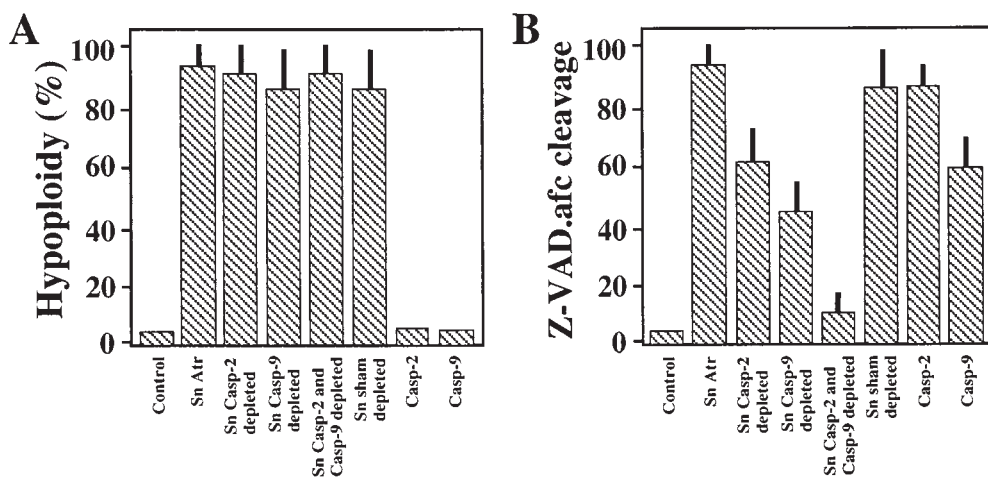 A
Hypoploidy (%)
100
80
60
40
20
0
Control
Sn Atr
Sn Casp-2
depleted
Sn Casp-9
depleted
Sn Casp-2 and
Casp-9 depleted
Sn sham
depleted
Casp-2
Casp-9
B
Z-VAD.afc cleavage
100
80
60
40
20
0
Control
Sn Atr
Sn Casp-2
depleted
Sn Casp-9
depleted
Sn Casp-2 and
Casp-9 depleted
Sn sham
depleted
Casp-2
Casp-9